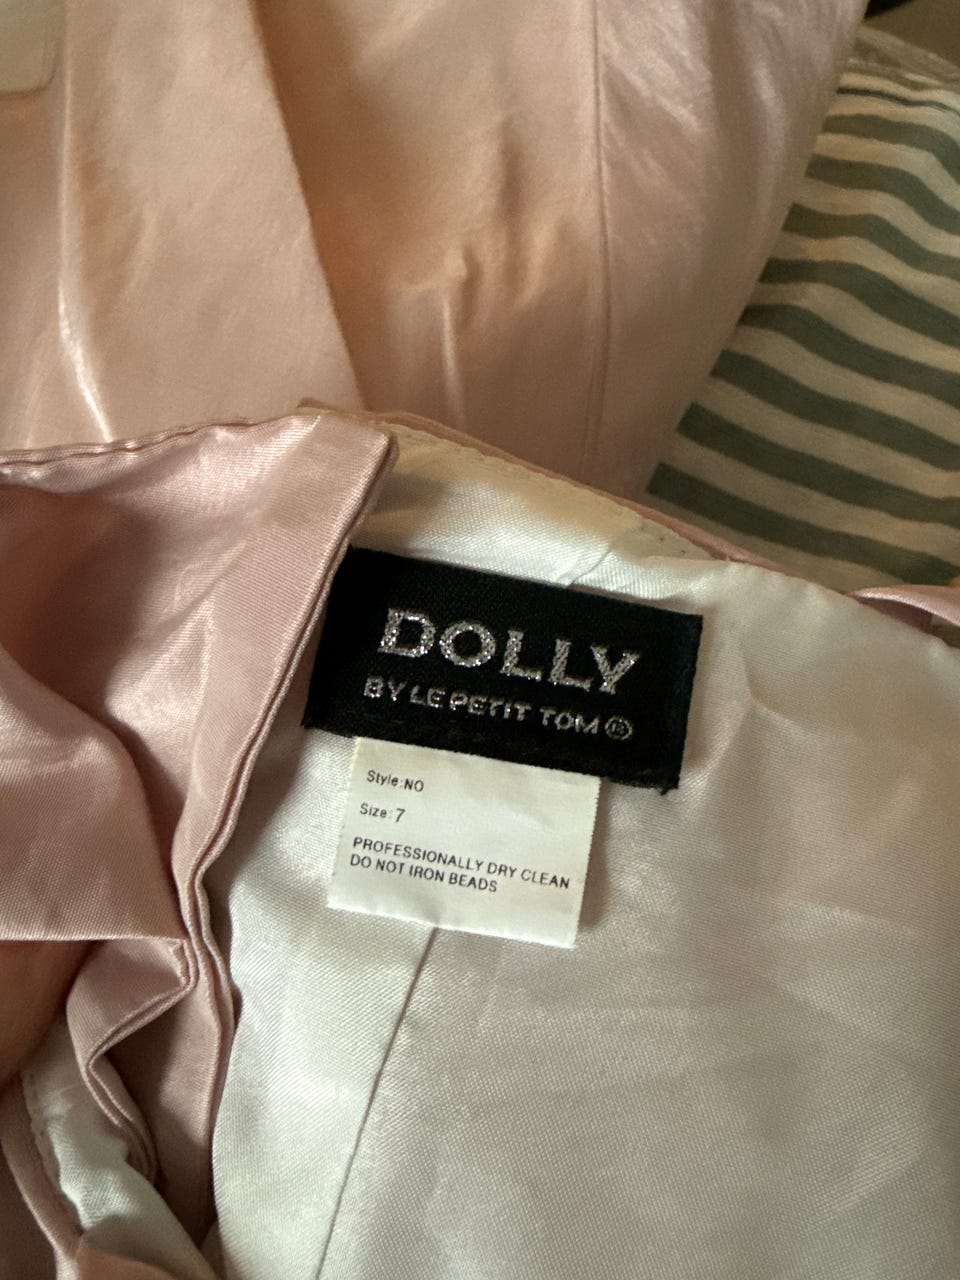 DOLLY
BY LE PETIT TOM®
Style:NO
Size:7
PROFESSIONALLY DRY CLEAN
DO NOT IRON BEADS